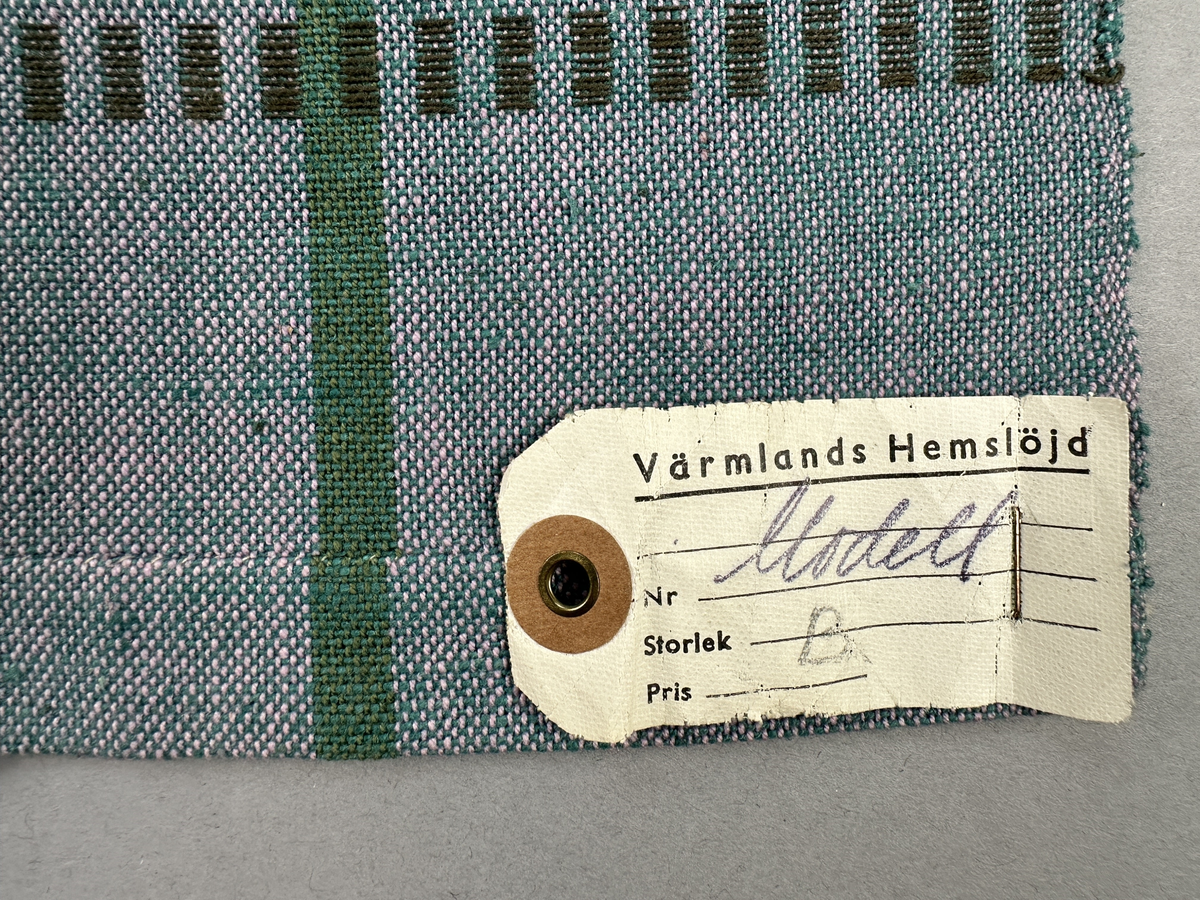 Värmlands Hemslöjd
Modell
Nr
Storlek B
Pris